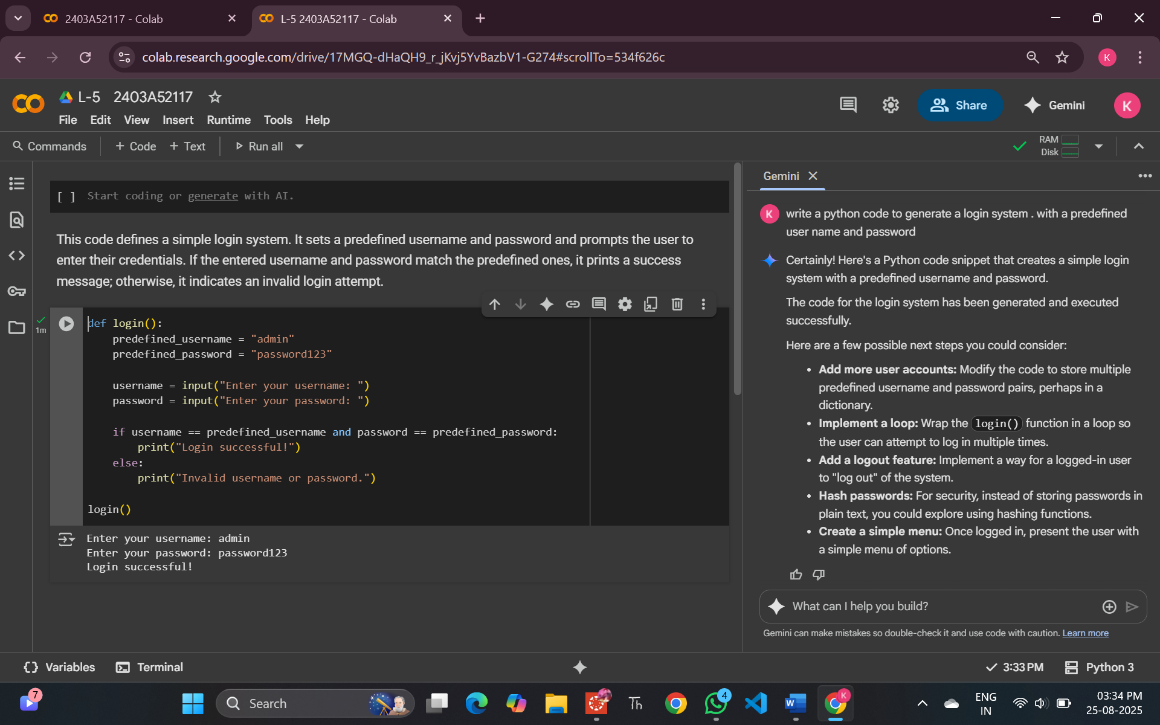 2403A52117 - Colab
L-5 2403A52117 - Colab
colab.research.google.com/drive/17MGQ-dHaQH9_r_jKvj5YvBazbV1-G274#scrollTo=534f626c
K
L-5 2403A52117
File Edit View Insert Runtime Tools Help
Share
Gemini
K
Commands + Code + Text Run all
RAM
Disk
[ ] Start coding or generate with AI.
This code defines a simple login system. It sets a predefined username and password and prompts the user to
enter their credentials. If the entered username and password match the predefined ones, it prints a success
message; otherwise, it indicates an invalid login attempt.
1m
def login():
    predefined_username = "admin"
    predefined_password = "password123"
    username = input("Enter your username: ")
    password = input("Enter your password: ")
    if username == predefined_username and password == predefined_password:
        print("Login successful!")
    else:
        print("Invalid username or password.")
login()
Enter your username: admin
Enter your password: password123
Login successful!
Gemini
K
write a python code to generate a login system . with a predefined
user name and password
Certainly! Here's a Python code snippet that creates a simple login
system with a predefined username and password.
The code for the login system has been generated and executed
successfully.
Here are a few possible next steps you could consider:
• Add more user accounts: Modify the code to store multiple
predefined username and password pairs, perhaps in a
dictionary.
• Implement a loop: Wrap the login() function in a loop so
the user can attempt to log in multiple times.
• Add a logout feature: Implement a way for a logged-in user
to "log out" of the system.
• Hash passwords: For security, instead of storing passwords in
plain text, you could explore using hashing functions.
• Create a simple menu: Once logged in, present the user with
a simple menu of options.
What can I help you build?
Gemini can make mistakes so double-check it and use code with caution. Learn more
Variables Terminal
3:33 PM Python 3
7
Search
Th
4
K
ENG
IN
03:34 PM
25-08-2025